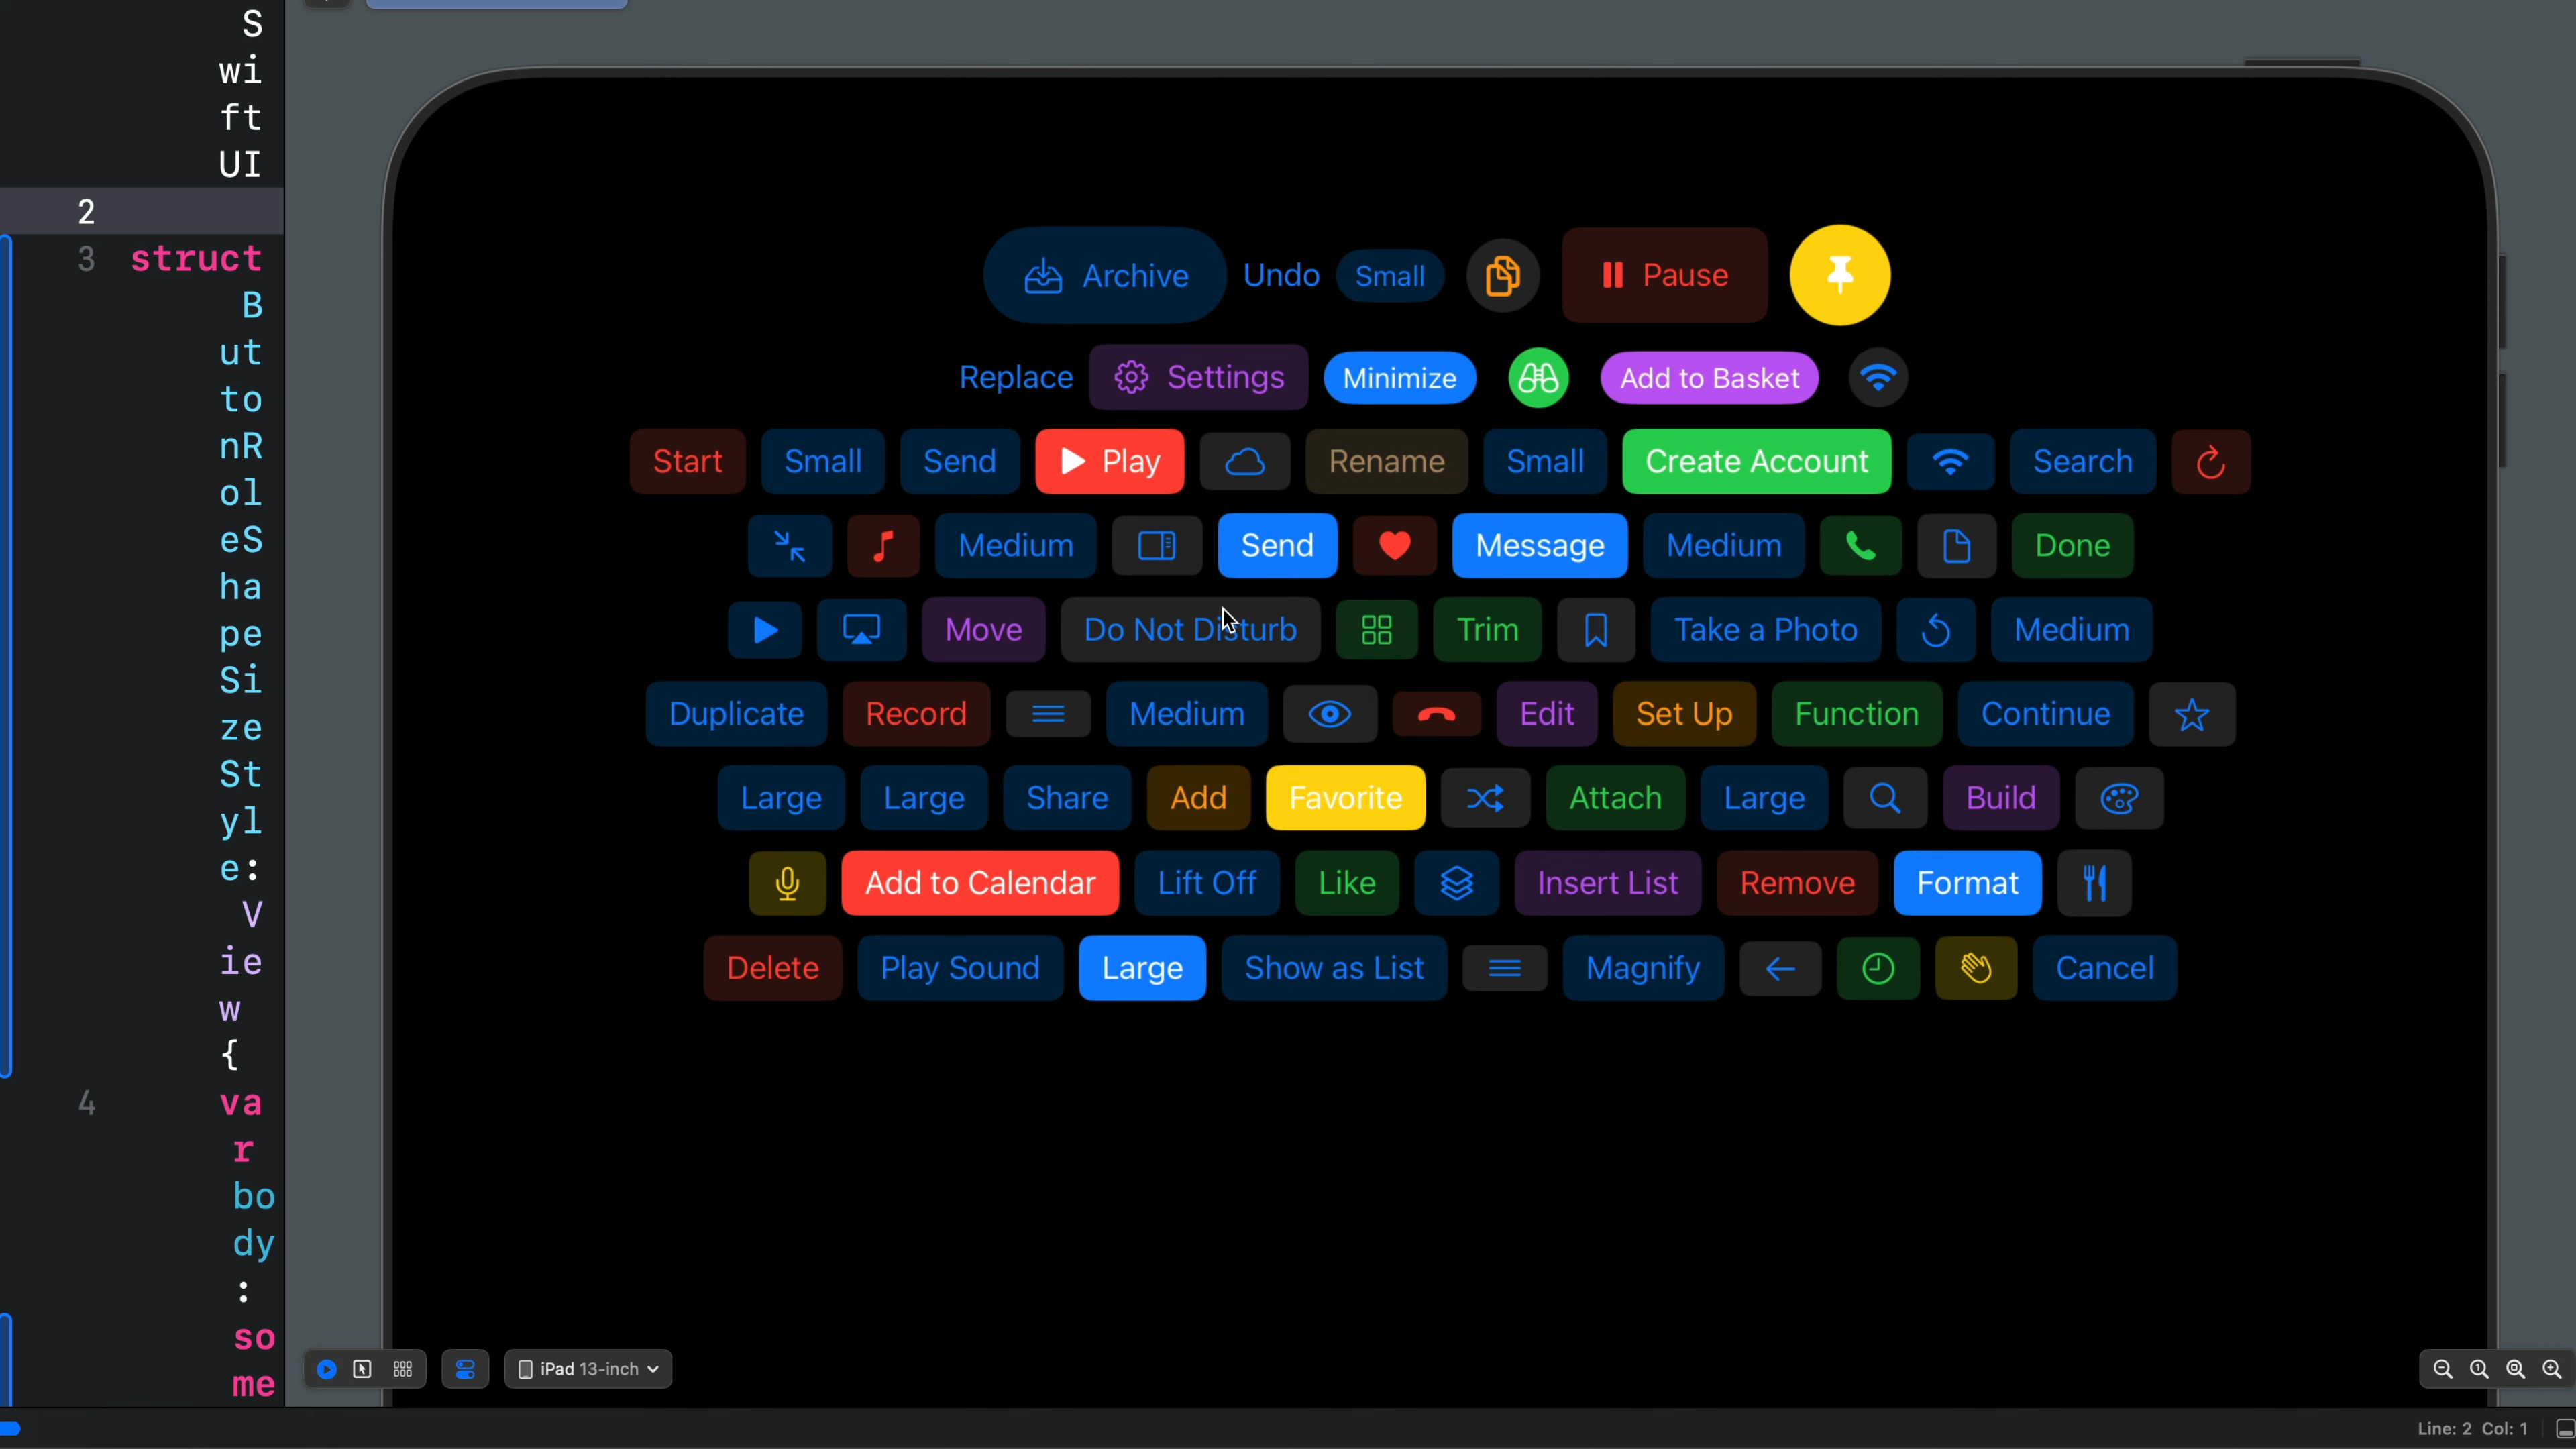 S
wi
ft
UI
2
3 struct
B
ut
to
nR
ol
eS
ha
pe
Si
ze
St
yl
e:
V
ie
w
{
4 va
r
bo
dy
:
so
me
Archive Undo Small Pause
Replace Settings Minimize Add to Basket
Start Small Send Play Rename Small Create Account Search
Medium Send Message Medium Done
Move Do Not Disturb Trim Take a Photo Medium
Duplicate Record Medium Edit Set Up Function Continue
Large Large Share Add Favorite Attach Large Build
Add to Calendar Lift Off Like Insert List Remove Format
Delete Play Sound Large Show as List Magnify Cancel
iPad 13-inch
Line: 2 Col: 1